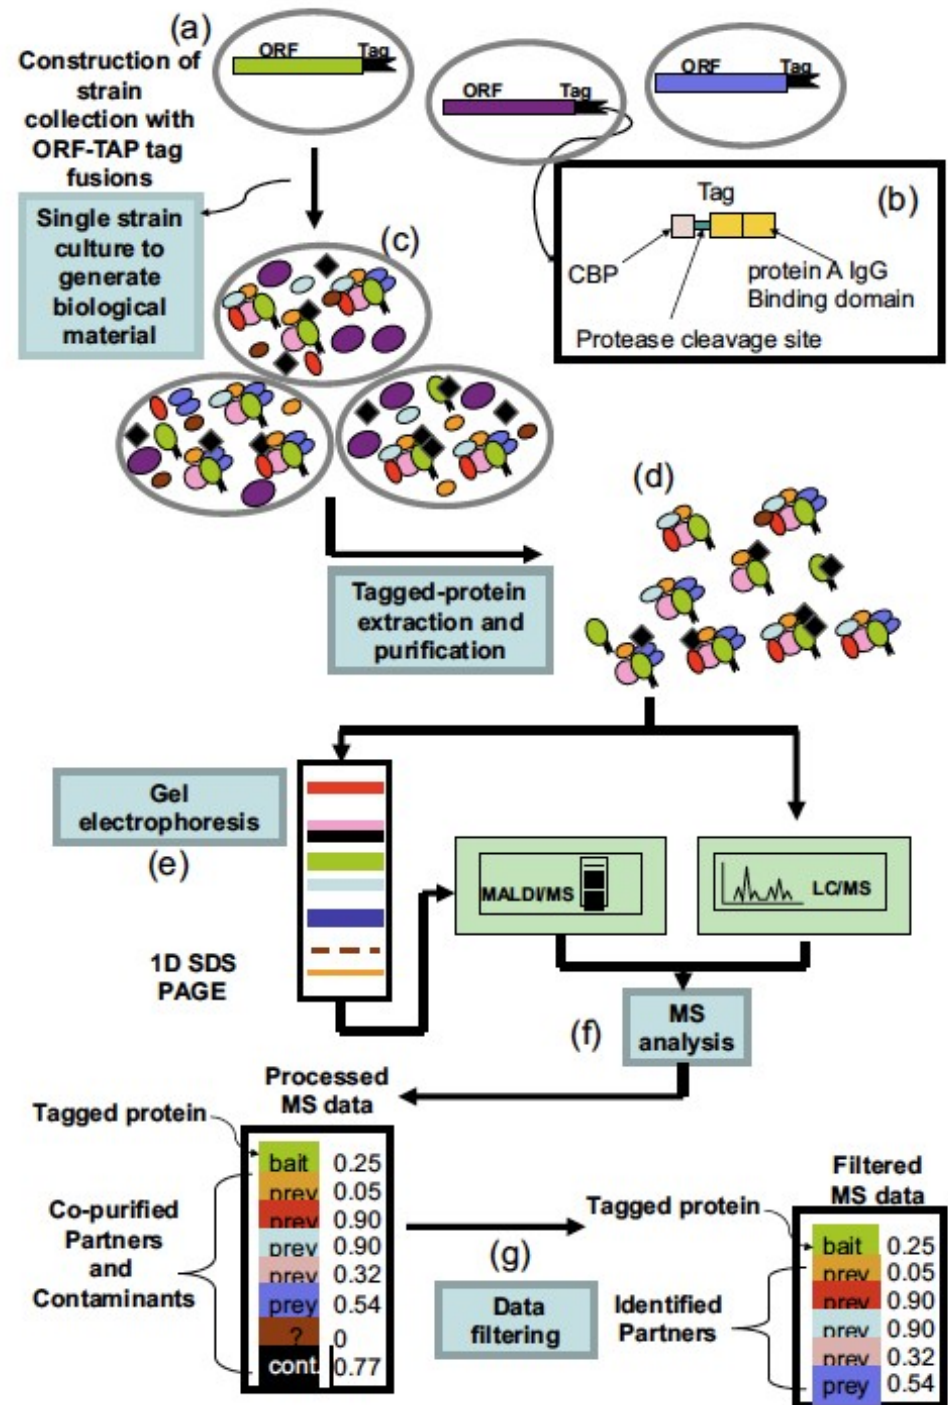 (a)
Construction of
strain
collection with
ORF-TAP tag
fusions
ORF Tag
ORF Tag
ORF Tag
Single strain
culture to
generate
biological
material
(b)
Tag
CBP
protein A IgG
Binding domain
Protease cleavage site
(c)
(d)
Tagged-protein
extraction and
purification
Gel
electrophoresis
(e)
1D SDS
PAGE
MALDI/MS
LC/MS
(f)
MS
analysis
Processed
MS data
Tagged protein
Co-purified
Partners
and
Contaminants
bait 0.25
prey 0.05
prey 0.90
prey 0.90
prey 0.32
prey 0.54
? 0
cont. 0.77
(g)
Data
filtering
Filtered
MS data
Tagged protein
Identified
Partners
bait 0.25
prey 0.05
prey 0.90
prey 0.90
prey 0.32
prey 0.54